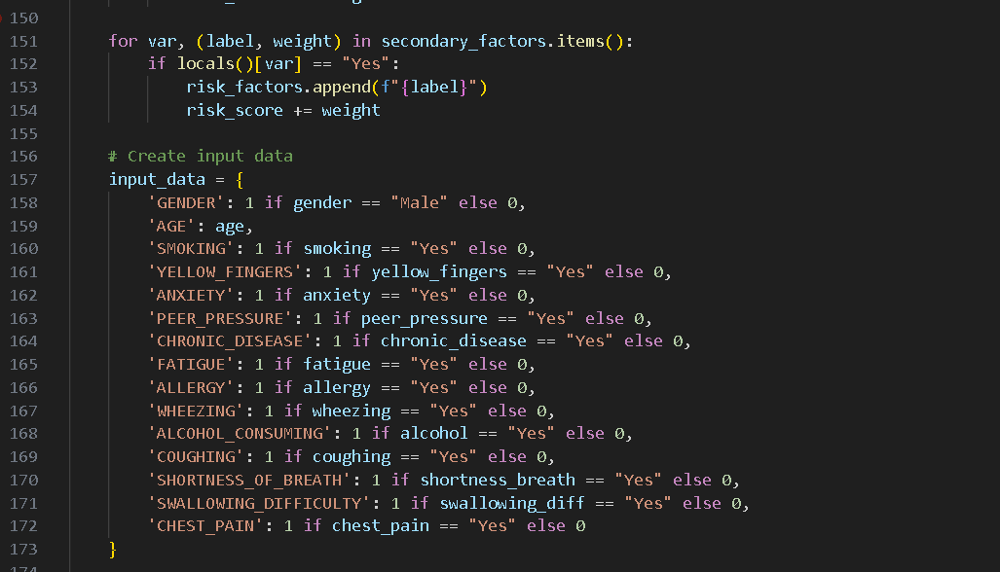 150
151 for var, (label, weight) in secondary_factors.items():
152 if locals()[var] == "Yes":
153 risk_factors.append(f"{label}")
154 risk_score += weight
155
156 # Create input data
157 input_data = {
158 'GENDER': 1 if gender == "Male" else 0,
159 'AGE': age,
160 'SMOKING': 1 if smoking == "Yes" else 0,
161 'YELLOW_FINGERS': 1 if yellow_fingers == "Yes" else 0,
162 'ANXIETY': 1 if anxiety == "Yes" else 0,
163 'PEER_PRESSURE': 1 if peer_pressure == "Yes" else 0,
164 'CHRONIC_DISEASE': 1 if chronic_disease == "Yes" else 0,
165 'FATIGUE': 1 if fatigue == "Yes" else 0,
166 'ALLERGY': 1 if allergy == "Yes" else 0,
167 'WHEEZING': 1 if wheezing == "Yes" else 0,
168 'ALCOHOL_CONSUMING': 1 if alcohol == "Yes" else 0,
169 'COUGHING': 1 if coughing == "Yes" else 0,
170 'SHORTNESS_OF_BREATH': 1 if shortness_breath == "Yes" else 0,
171 'SWALLOWING_DIFFICULTY': 1 if swallowing_diff == "Yes" else 0,
172 'CHEST_PAIN': 1 if chest_pain == "Yes" else 0
173 }
174